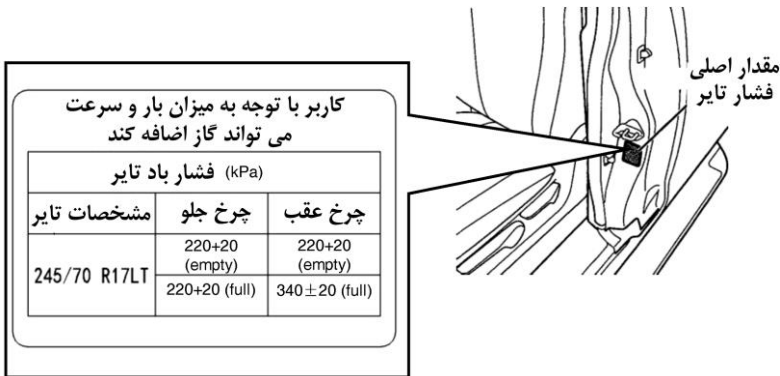 مقدار اصلی
فشار تایر
کاربر با توجه به میزان بار و سرعت
می تواند گاز اضافه کند
فشار باد تایر (kPa)
مشخصات تایر چرخ جلو چرخ عقب
245/70 R17LT
220+20
(empty)
220+20
(empty)
220+20 (full)
340±20 (full)